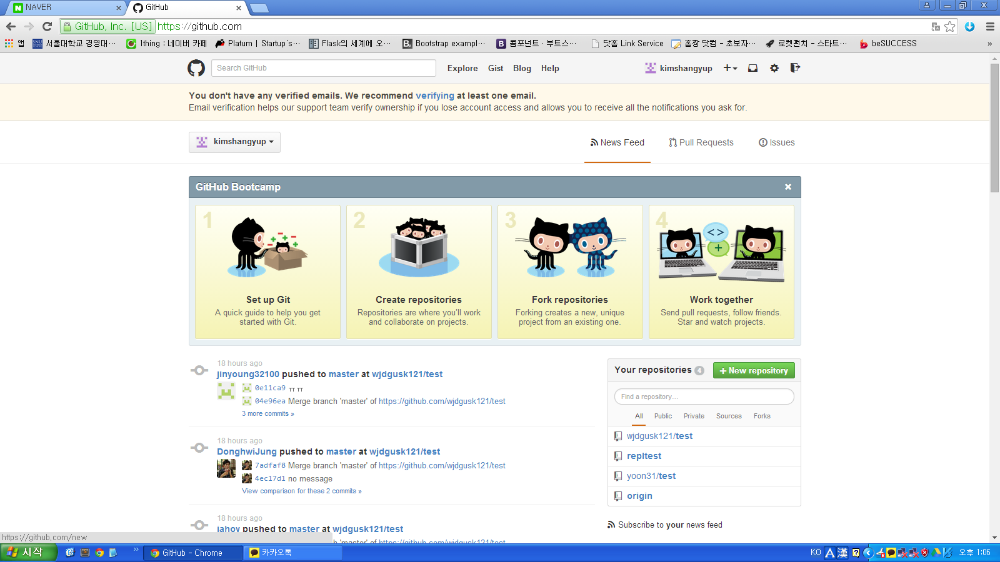 NAVER
GitHub
GitHub, Inc. [US] https://github.com
앱
서울대학교 경영대…
1thing : 네이버 카페
Platum | Startup's…
Flask의 세계에 오…
Bootstrap exampl…
콤포넌트 · 부트스…
닷홈 Link Service
홈짱 닷컴 - 초보자…
로켓펀치 - 스타트…
beSUCCESS
»
Search GitHub
Explore Gist Blog Help
kimshangyup
You don't have any verified emails. We recommend verifying at least one email.
Email verification helps our support team verify ownership if you lose account access and allows you to receive all the notifications you ask for.
kimshangyup
News Feed
Pull Requests
Issues
GitHub Bootcamp
1
Set up Git
A quick guide to help you get
started with Git.
2
Create repositories
Repositories are where you'll work
and collaborate on projects.
3
Fork repositories
Forking creates a new, unique
project from an existing one.
4
Work together
Send pull requests, follow friends.
Star and watch projects.
18 hours ago
jinyoung32100 pushed to master at wjdgusk121/test
0e11ca9 ㅠㅠ
04e96ea Merge branch 'master' of https://github.com/wjdgusk121/test
3 more commits »
18 hours ago
DonghwiJung pushed to master at wjdgusk121/test
7adfaf8 Merge branch 'master' of https://github.com/wjdgusk121/test
4ec17d1 no message
View comparison for these 2 commits »
18 hours ago
pushed to master at wjdgusk121/test
Your repositories 4
New repository
Find a repository…
All Public Private Sources Forks
wjdgusk121/test
repltest
yoon31/test
origin
Subscribe to your news feed
https://github.com/new
시작
»
GitHub - Chrome
카카오톡
KO A 漢
오후 1:06